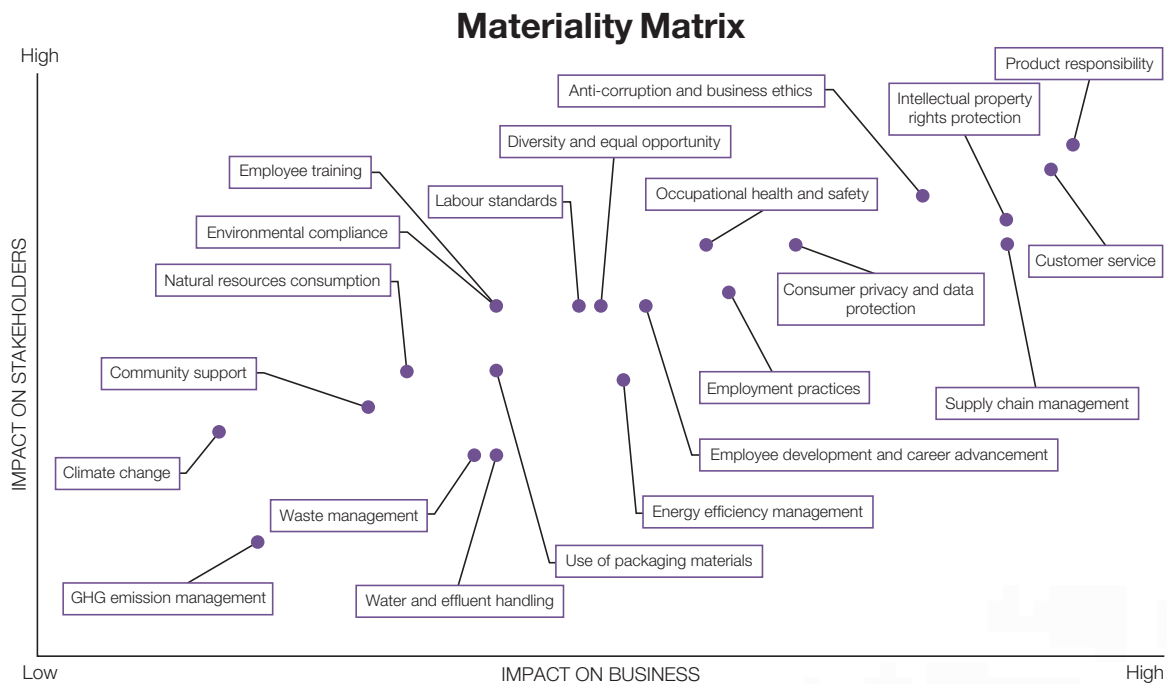 Materiality Matrix
High
Product responsibility
Anti-corruption and business ethics
Intellectual property
rights protection
Diversity and equal opportunity
Employee training
Labour standards
Occupational health and safety
Environmental compliance
Customer service
Natural resources consumption
Consumer privacy and data
protection
IMPACT ON STAKEHOLDERS
Community support
Employment practices
Supply chain management
Climate change
Employee development and career advancement
Waste management
Energy efficiency management
Use of packaging materials
GHG emission management
Water and effluent handling
Low
IMPACT ON BUSINESS
High